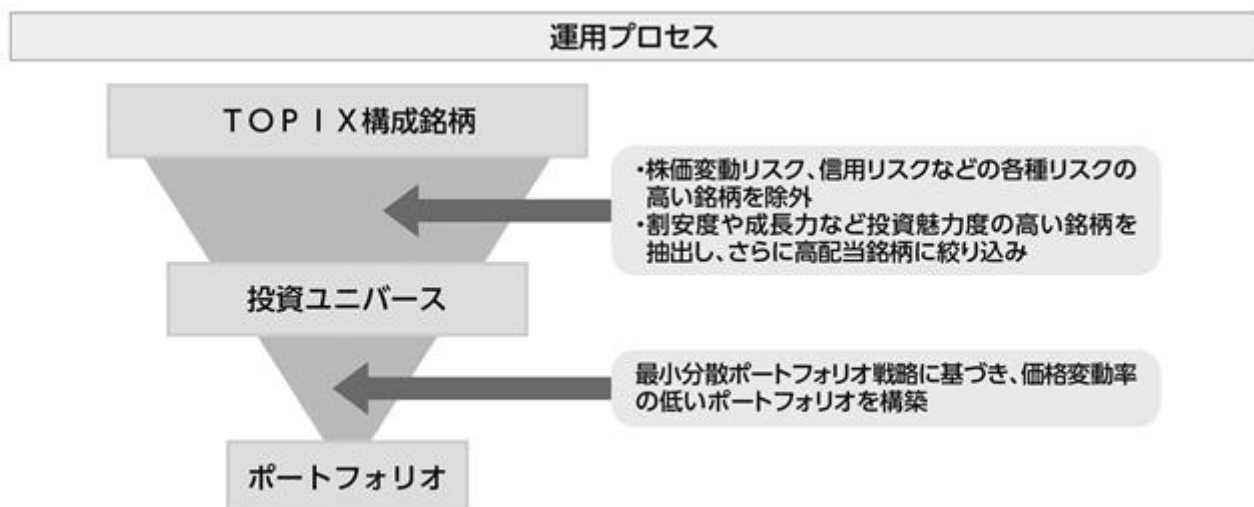 運用プロセス
TOPIX構成銘柄
・株価変動リスク、信用リスクなどの各種リスクの
高い銘柄を除外
・割安度や成長力など投資魅力度の高い銘柄を
抽出し、さらに高配当銘柄に絞り込み
投資ユニバース
最小分散ポートフォリオ戦略に基づき、価格変動率
の低いポートフォリオを構築
ポートフォリオ